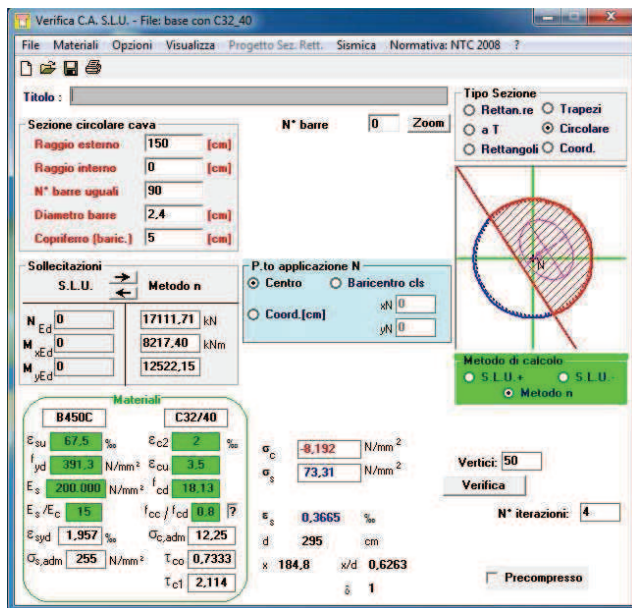 Verifica C.A. S.L.U. - File: base con C32_40
File Materiali Opzioni Visualizza Progetto Sez. Rett. Sismica Normativa: NTC 2008 ?
Titolo :
Tipo Sezione
Rettan.re Trapezi
a T Circolare
Rettangoli Coord.
Sezione circolare cava
Raggio esterno 150 [cm]
Raggio interno 0 [cm]
N° barre uguali 90
Diametro barre 2,4 [cm]
Copriferro (baric.) 5 [cm]
N° barre 0 Zoom
N
Sollecitazioni
S.L.U. Metodo n
N Ed 0 17111,71 kN
M xEd 0 8217,40 kNm
M yEd 0 12522,15
P.to applicazione N
Centro Baricentro cls
Coord.[cm] xN 0
yN 0
Metodo di calcolo
S.L.U.+ S.L.U.-
Metodo n
Materiali
B450C C32/40
εsu 67,5 ‰ εc2 2 ‰
fyd 391,3 N/mm² εcu 3,5
Es 200.000 N/mm² fcd 18,13
Es/Ec 15 fcc/fcd 0,8 ?
εsyd 1,957 ‰ σc,adm 12,25
σs,adm 255 N/mm² τco 0,7333
τc1 2,114
σc -8,192 N/mm²
σs 73,31 N/mm²
εs 0,3665 ‰
d 295 cm
x 184,8 x/d 0,6263
δ 1
Vertici: 50
Verifica
N° iterazioni: 4
Precompresso